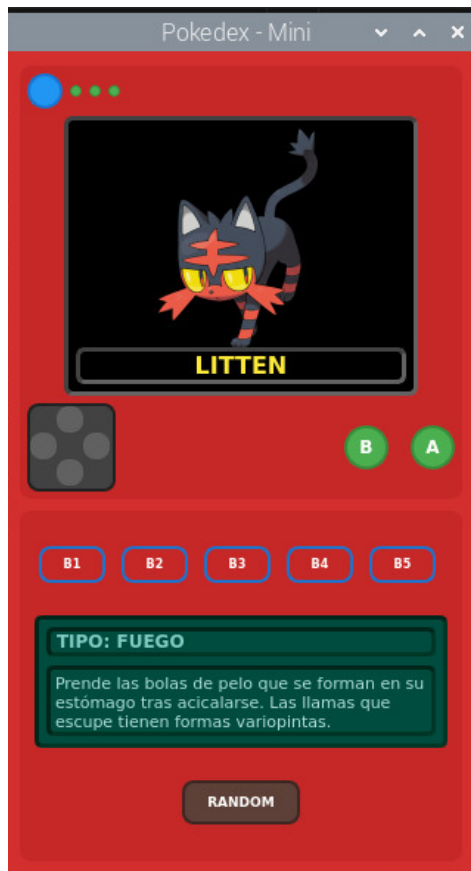 Pokedex - Mini
LITTEN
B
A
B1
B2
B3
B4
B5
TIPO: FUEGO
Prende las bolas de pelo que se forman en su
estómago tras acicalarse. Las llamas que
escupe tienen formas variopintas.
RANDOM